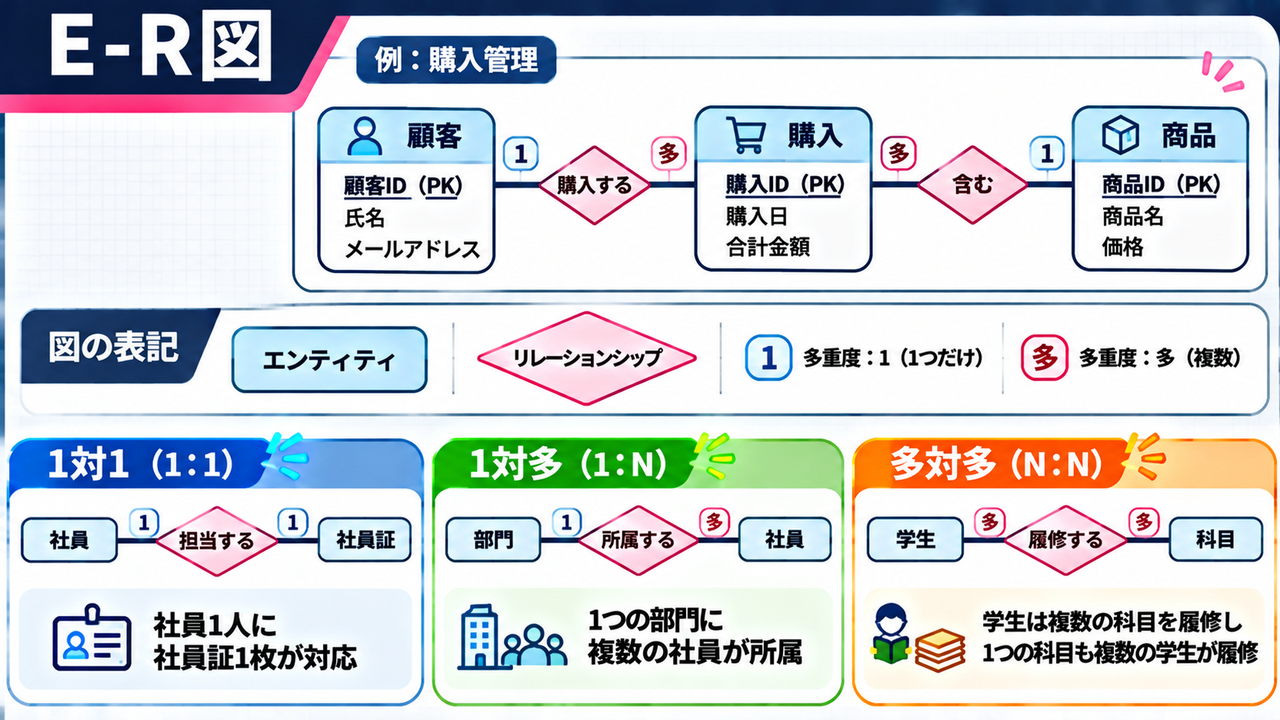 E-R図
例：購入管理
顧客
顧客ID（PK）
氏名
メールアドレス
1
購入する
多
購入
購入ID（PK）
購入日
合計金額
多
含む
1
商品
商品ID（PK）
商品名
価格
図の表記
エンティティ
リレーションシップ
1
多重度：1（1つだけ）
多
多重度：多（複数）
1対1（1：1）
社員
1
担当する
1
社員証
社員1人に
社員証1枚が対応
1対多（1：N）
部門
1
所属する
多
社員
1つの部門に
複数の社員が所属
多対多（N：N）
学生
多
履修する
多
科目
学生は複数の科目を履修し
1つの科目も複数の学生が履修